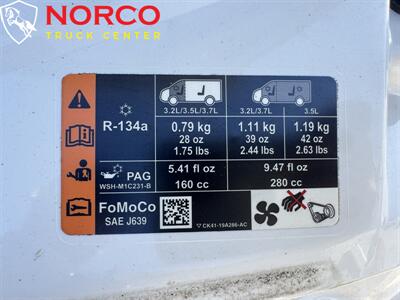 NORCO
TRUCK CENTER
3.2L/3.5L/3.7L 3.2L/3.7L 3.5L
R-134a 0.79 kg 1.11 kg 1.19 kg
28 oz 39 oz 42 oz
1.75 lbs 2.44 lbs 2.63 lbs
PAG 5.41 fl oz 9.47 fl oz
WSH-M1C231-B 160 cc 280 cc
FoMoCo
SAE J639
CK41-19A286-AC